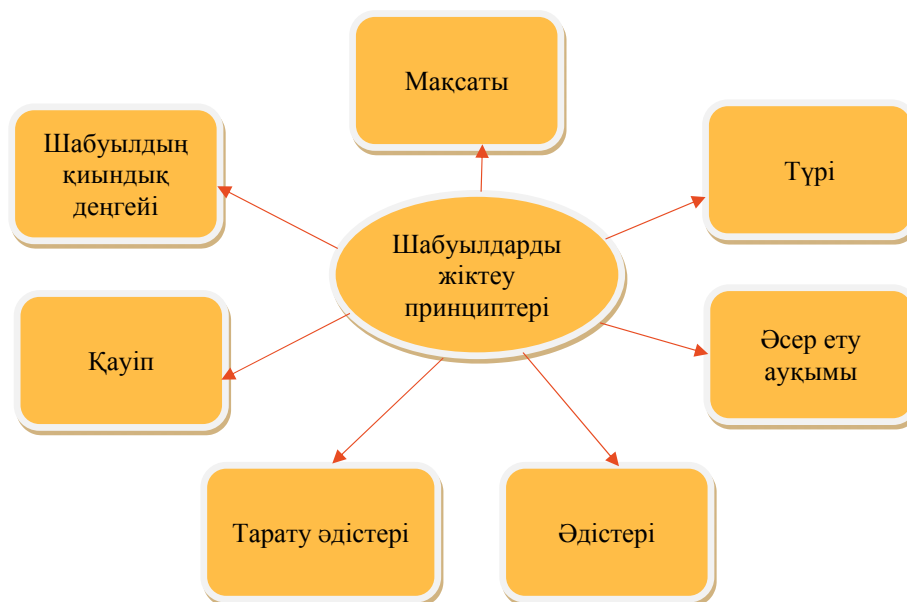 Мақсаты
Шабуылдың
қиындық
деңгейі
Түрі
Шабуылдарды
жіктеу
принциптері
Қауіп
Әсер ету
ауқымы
Тарату әдістері
Әдістері